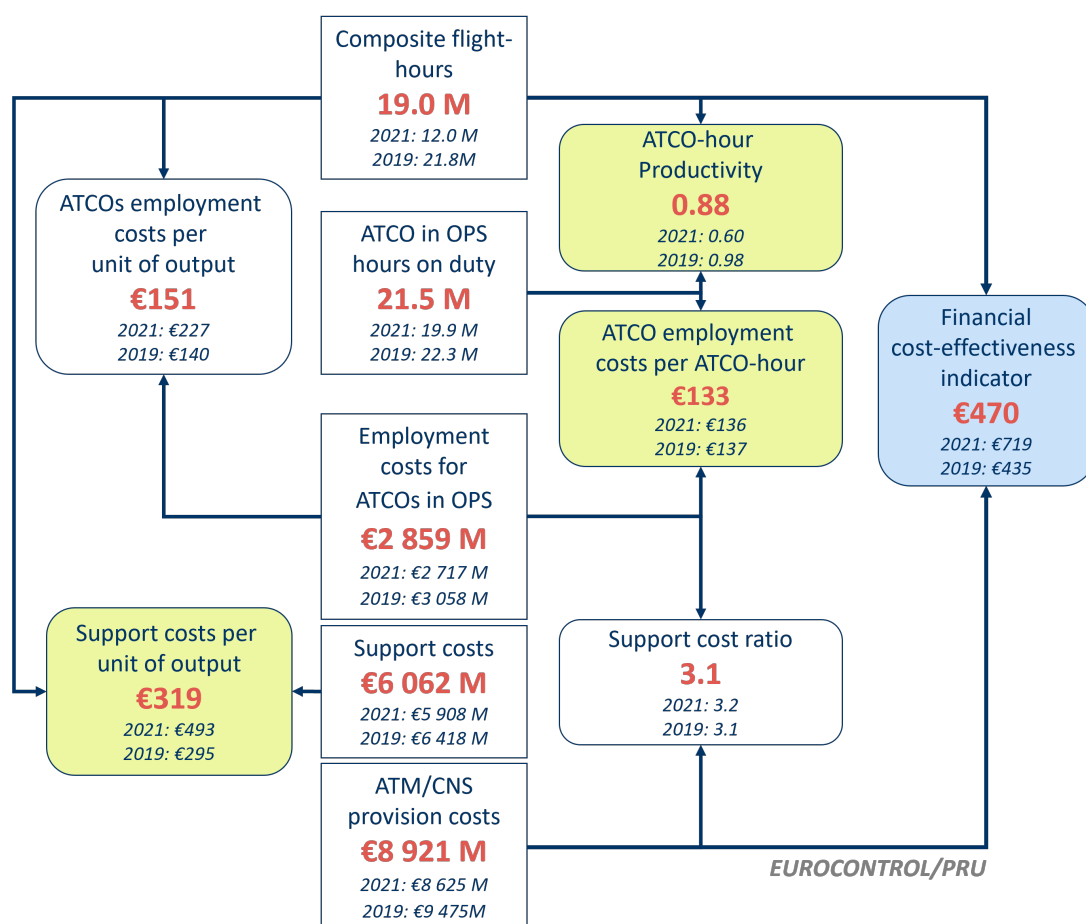 Composite flight-
hours
19.0 M
2021: 12.0 M
2019: 21.8M
ATCO-hour
Productivity
0.88
2021: 0.60
2019: 0.98
ATCOs employment
costs per
unit of output
€151
2021: €227
2019: €140
ATCO in OPS
hours on duty
21.5 M
2021: 19.9 M
2019: 22.3 M
ATCO employment
costs per ATCO-hour
€133
2021: €136
2019: €137
Financial
cost-effectiveness
indicator
€470
2021: €719
2019: €435
Employment
costs for
ATCOs in OPS
€2 859 M
2021: €2 717 M
2019: €3 058 M
Support costs per
unit of output
€319
2021: €493
2019: €295
Support costs
€6 062 M
2021: €5 908 M
2019: €6 418 M
Support cost ratio
3.1
2021: 3.2
2019: 3.1
ATM/CNS
provision costs
€8 921 M
2021: €8 625 M
2019: €9 475M
EUROCONTROL/PRU